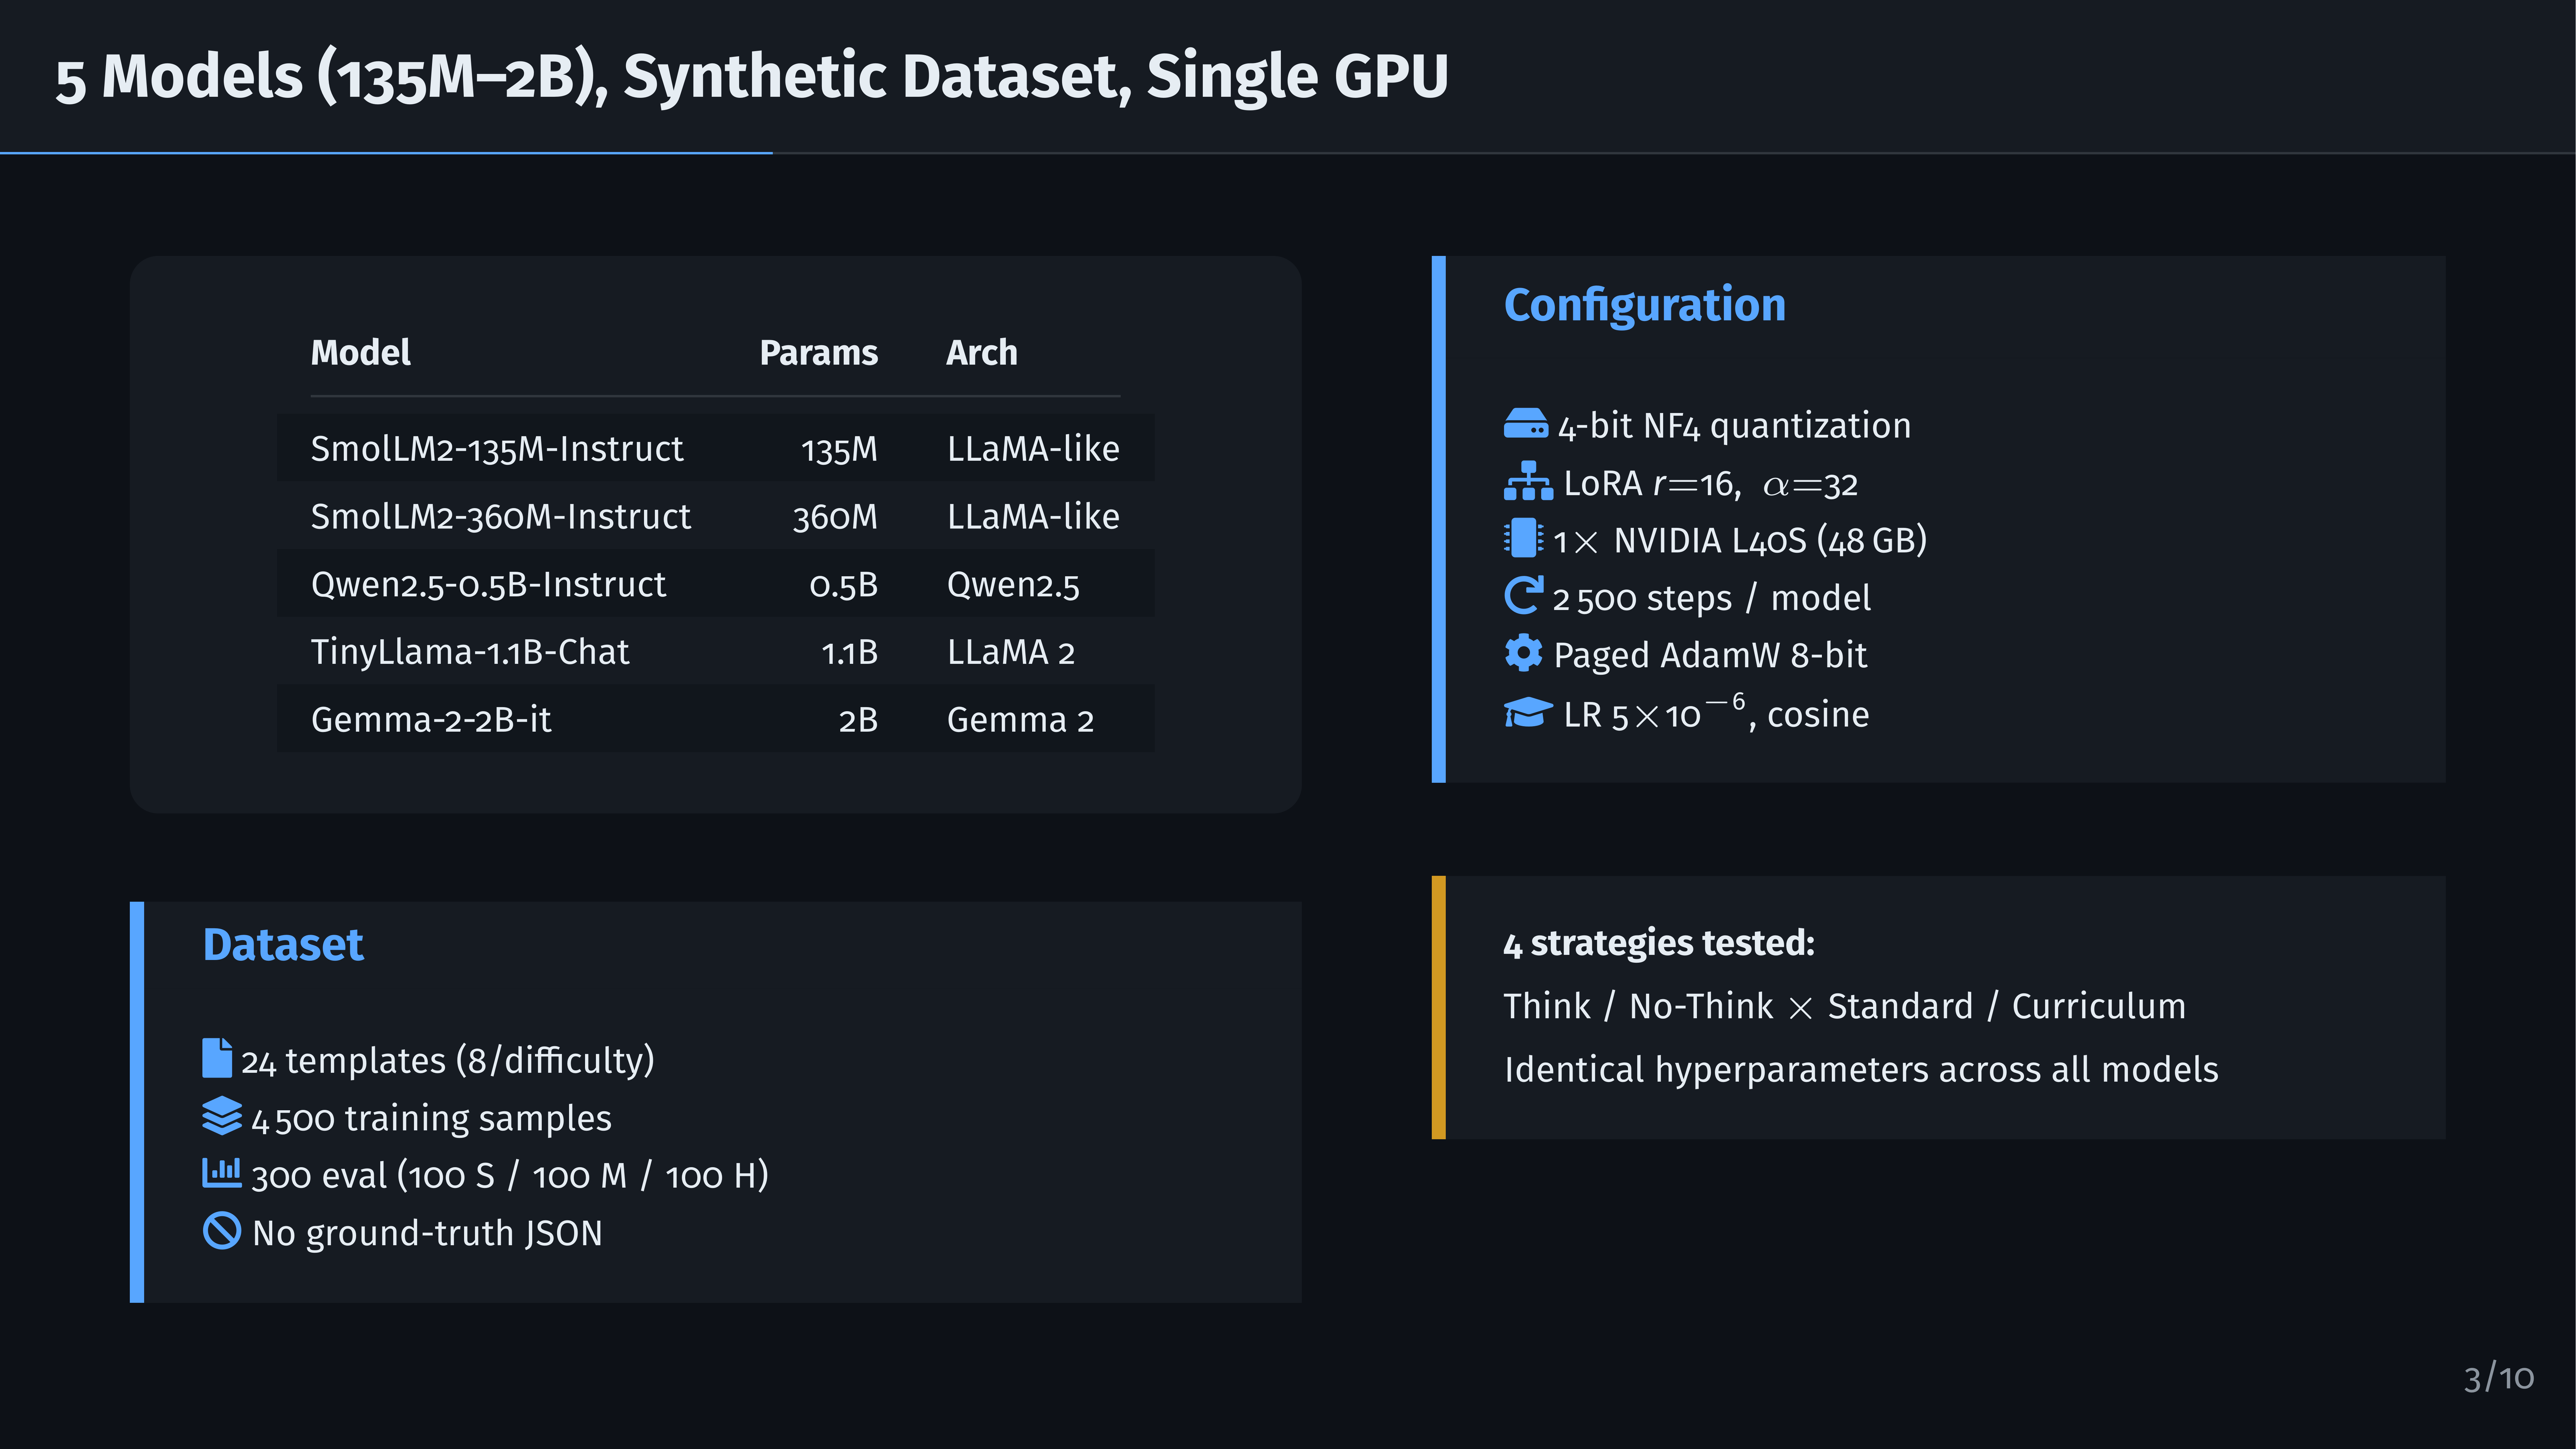 5 Models (135M–2B), Synthetic Dataset, Single GPU
Model Params Arch
SmolLM2-135M-Instruct 135M LLaMA-like
SmolLM2-360M-Instruct 360M LLaMA-like
Qwen2.5-0.5B-Instruct 0.5B Qwen2.5
TinyLlama-1.1B-Chat 1.1B LLaMA 2
Gemma-2-2B-it 2B Gemma 2
Dataset
24 templates (8/difficulty)
4 500 training samples
300 eval (100 S / 100 M / 100 H)
No ground-truth JSON
Configuration
4-bit NF4 quantization
LoRA r=16, α=32
1× NVIDIA L40S (48 GB)
2 500 steps / model
Paged AdamW 8-bit
LR 5×10⁻⁶, cosine
4 strategies tested:
Think / No-Think × Standard / Curriculum
Identical hyperparameters across all models
3/10